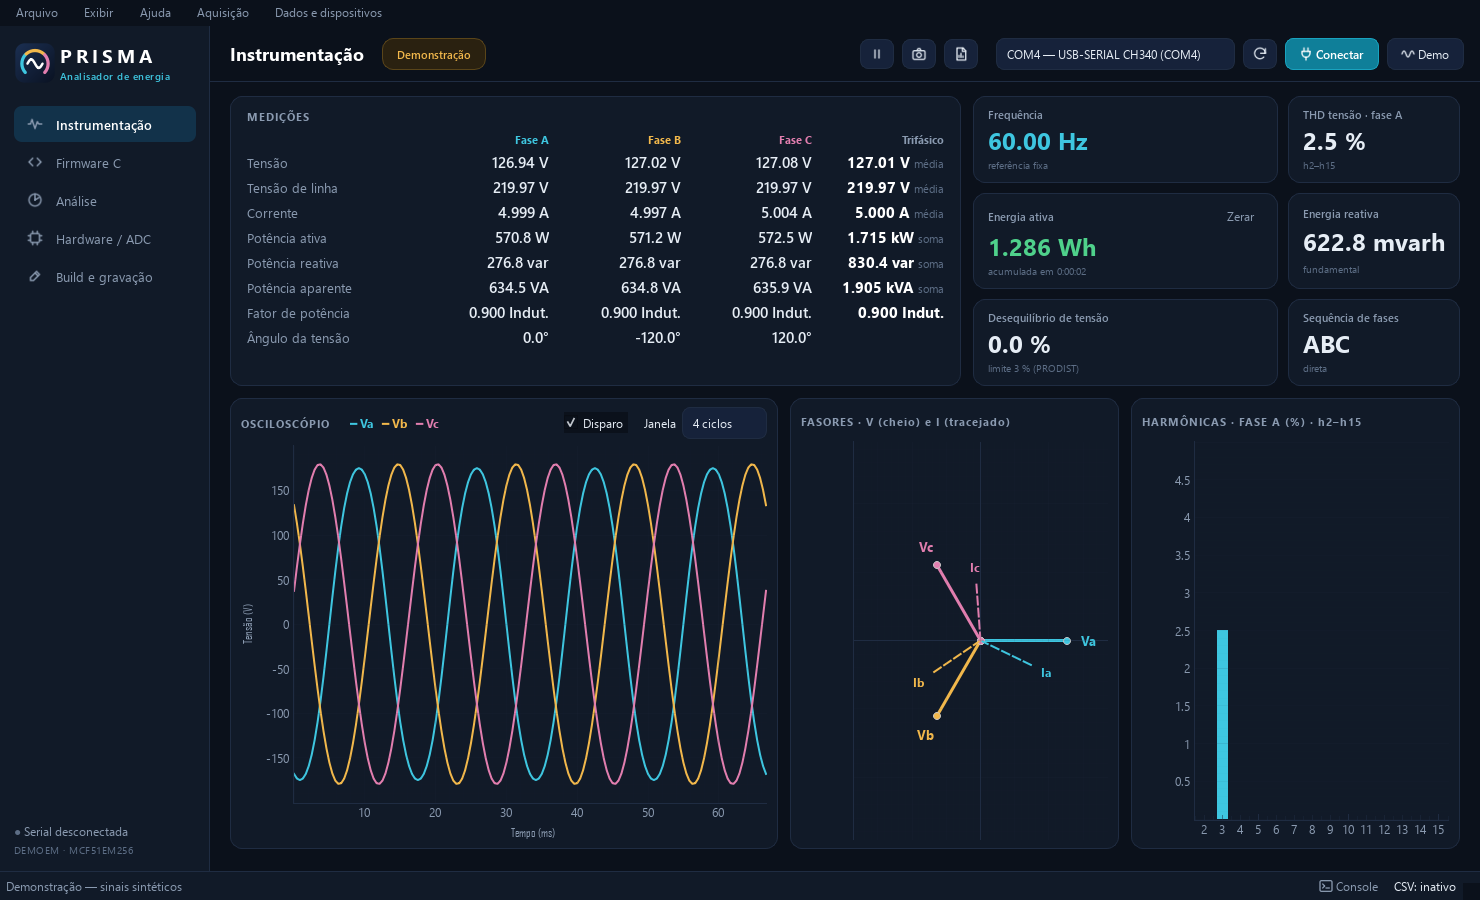 Arquivo Exibir Ajuda Aquisição Dados e dispositivos
PRISMA
Analisador de energia
Instrumentação
Firmware C
Análise
Hardware / ADC
Build e gravação
Serial desconectada
DEMOEM · MCF51EM256
Instrumentação Demonstração COM4 — USB-SERIAL CH340 (COM4) Conectar Demo
MEDIÇÕES
Fase A Fase B Fase C Trifásico
Tensão 126.94 V 127.02 V 127.08 V 127.01 V média
Tensão de linha 219.97 V 219.97 V 219.97 V 219.97 V média
Corrente 4.999 A 4.997 A 5.004 A 5.000 A média
Potência ativa 570.8 W 571.2 W 572.5 W 1.715 kW soma
Potência reativa 276.8 var 276.8 var 276.8 var 830.4 var soma
Potência aparente 634.5 VA 634.8 VA 635.9 VA 1.905 kVA soma
Fator de potência 0.900 Indut. 0.900 Indut. 0.900 Indut. 0.900 Indut.
Ângulo da tensão 0.0° -120.0° 120.0°
Frequência
60.00 Hz
referência fixa
THD tensão · fase A
2.5 %
h2–h15
Energia ativa Zerar
1.286 Wh
acumulada em 0:00:02
Energia reativa
622.8 mvarh
fundamental
Desequilíbrio de tensão
0.0 %
limite 3 % (PRODIST)
Sequência de fases
ABC
direta
OSCILOSCÓPIO Va Vb Vc Disparo Janela 4 ciclos
150
100
50
0
-50
-100
-150
Tensão (V)
10 20 30 40 50 60
Tempo (ms)
FASORES · V (cheio) e I (tracejado)
Vc
Ic
Va
Ia
Ib
Vb
HARMÔNICAS · FASE A (%) · h2–h15
4.5
4
3.5
3
2.5
2
1.5
1
0.5
2 3 4 5 6 7 8 9 10 11 12 13 14 15
Demonstração — sinais sintéticos Console CSV: inativo